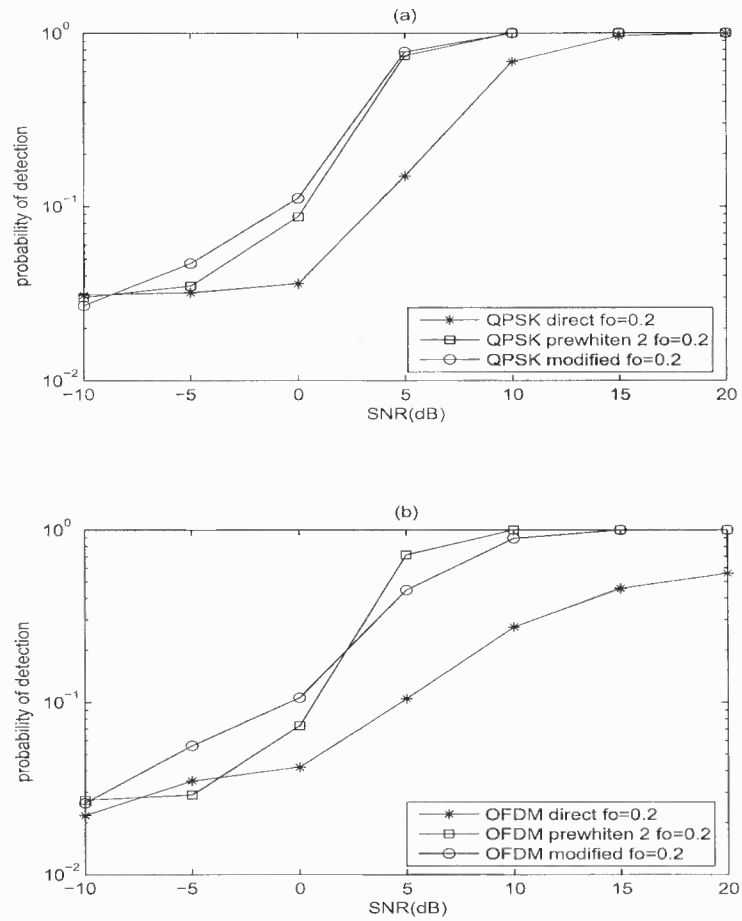 (a)
10^0
10^-1
10^-2
probability of detection
-10 -5 0 5 10 15 20
SNR(dB)
QPSK direct fo=0.2
QPSK prewhiten 2 fo=0.2
QPSK modified fo=0.2
(b)
10^0
10^-1
10^-2
probability of detection
-10 -5 0 5 10 15 20
SNR(dB)
OFDM direct fo=0.2
OFDM prewhiten 2 fo=0.2
OFDM modified fo=0.2